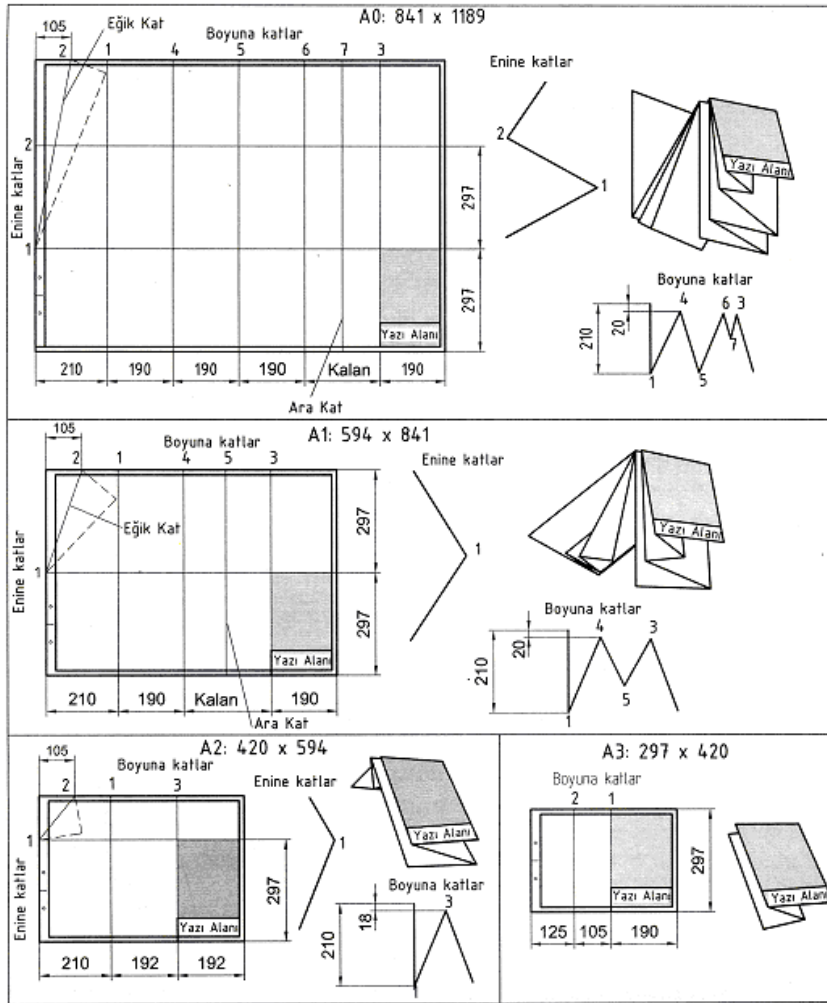 A0: 841 x 1189
105
Eğik Kat
Boyuna katlar
2 1 4 5 6 7 3
Enine katlar
2
1
Enine katlar
2
1
297
297
Yazı Alanı
210 190 190 190 Kalan 190
Ara Kat
Yazı Alanı
Boyuna katlar
210
20
4 6 3
7
1 5
A1: 594 x 841
105
Boyuna katlar
2 1 4 5 3
Eğik Kat
Enine katlar
1
297
297
Yazı Alanı
210 190 Kalan 190
Ara Kat
Enine katlar
1
Yazı Alanı
Boyuna katlar
210
20
4 3
5
1
A2: 420 x 594
105
Boyuna katlar
2 1 3
Enine katlar
1
297
Yazı Alanı
210 192 192
Enine katlar
1
Yazı Alanı
Boyuna katlar
210
18
3
1
A3: 297 x 420
Boyuna katlar
2 1
297
Yazı Alanı
125 105 190
Yazı Alanı